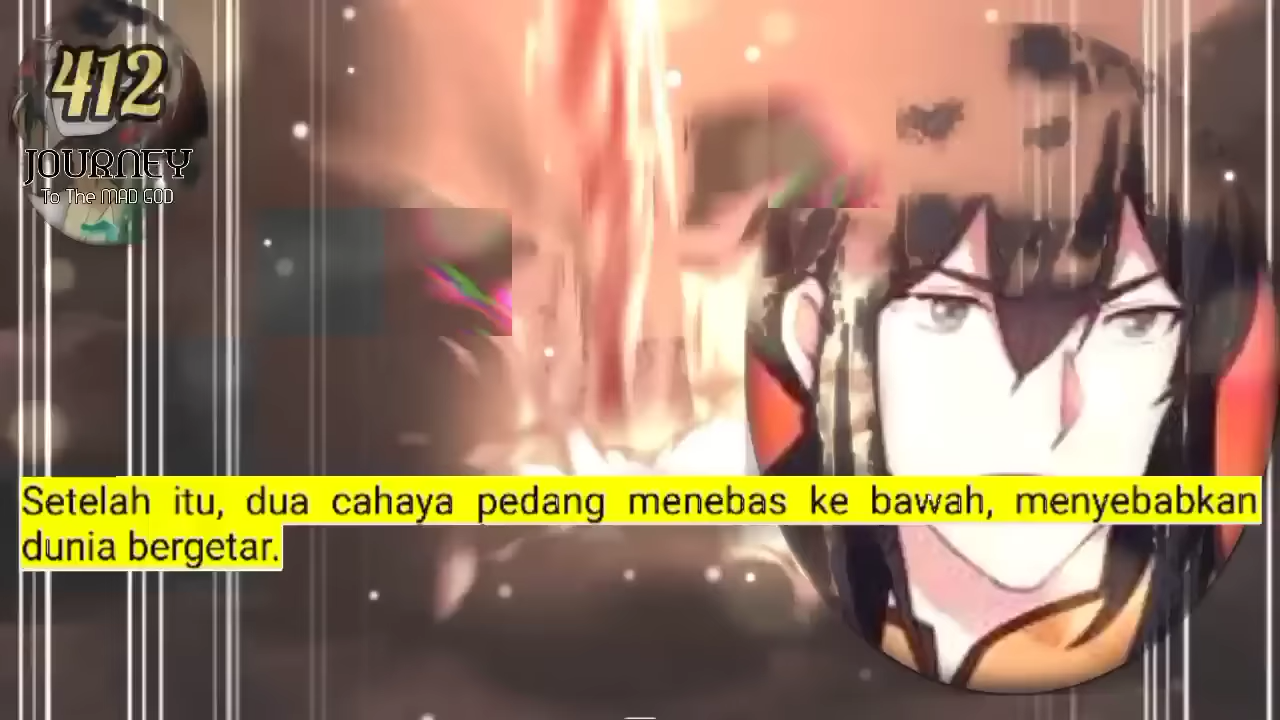 412
JOURNEY
To The MAD GOD
Setelah itu, dua cahaya pedang menebas ke bawah, menyebabkan
dunia bergetar.